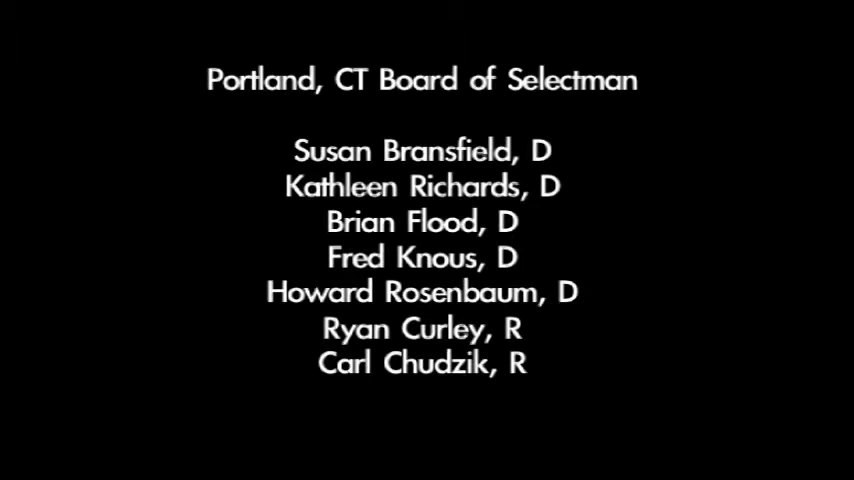 Portland, CT Board of Selectman
Susan Bransfield, D
Kathleen Richards, D
Brian Flood, D
Fred Knous, D
Howard Rosenbaum, D
Ryan Curley, R
Carl Chudzik, R